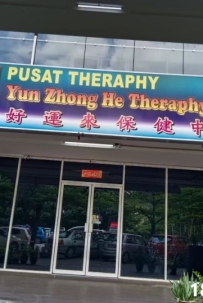 PUSAT THERAPHY
Yun Zhong He Theraphy
好運來保健中